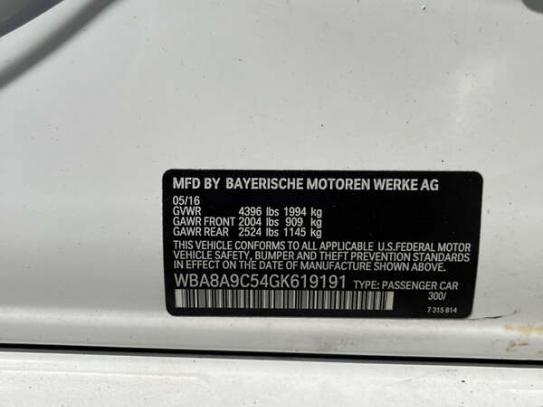 MFD BY BAYERISCHE MOTOREN WERKE AG
05/16
GVWR 4396 lbs 1994 kg
GAWR FRONT 2004 lbs 909 kg
GAWR REAR 2524 lbs 1145 kg
THIS VEHICLE CONFORMS TO ALL APPLICABLE U.S.FEDERAL MOTOR
VEHICLE SAFETY, BUMPER AND THEFT PREVENTION STANDARDS IN
EFFECT ON THE DATE OF MANUFACTURE SHOWN ABOVE.
WBA8A9C54GK619191 TYPE: PASSENGER CAR
300/
7 315 814